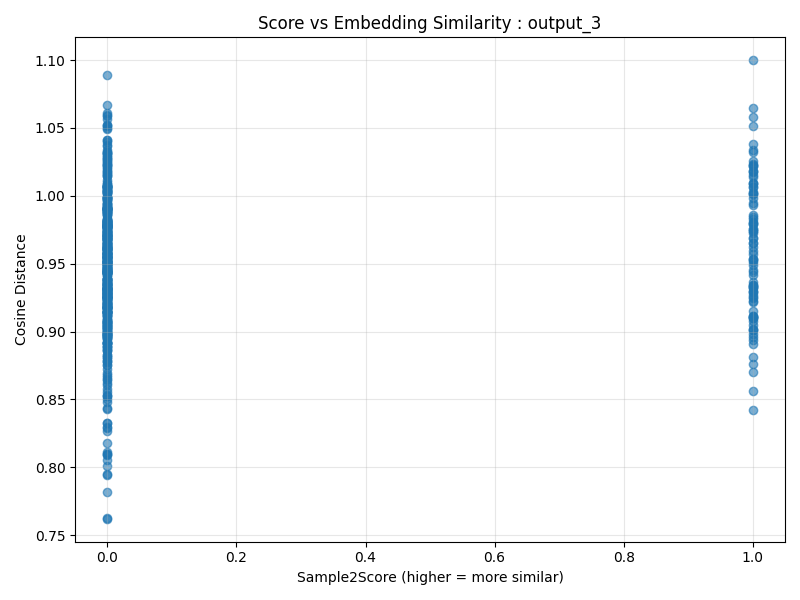 Score vs Embedding Similarity : output_3
1.10
1.05
1.00
0.95
0.90
0.85
0.80
0.75
Cosine Distance
0.0 0.2 0.4 0.6 0.8 1.0
Sample2Score (higher = more similar)